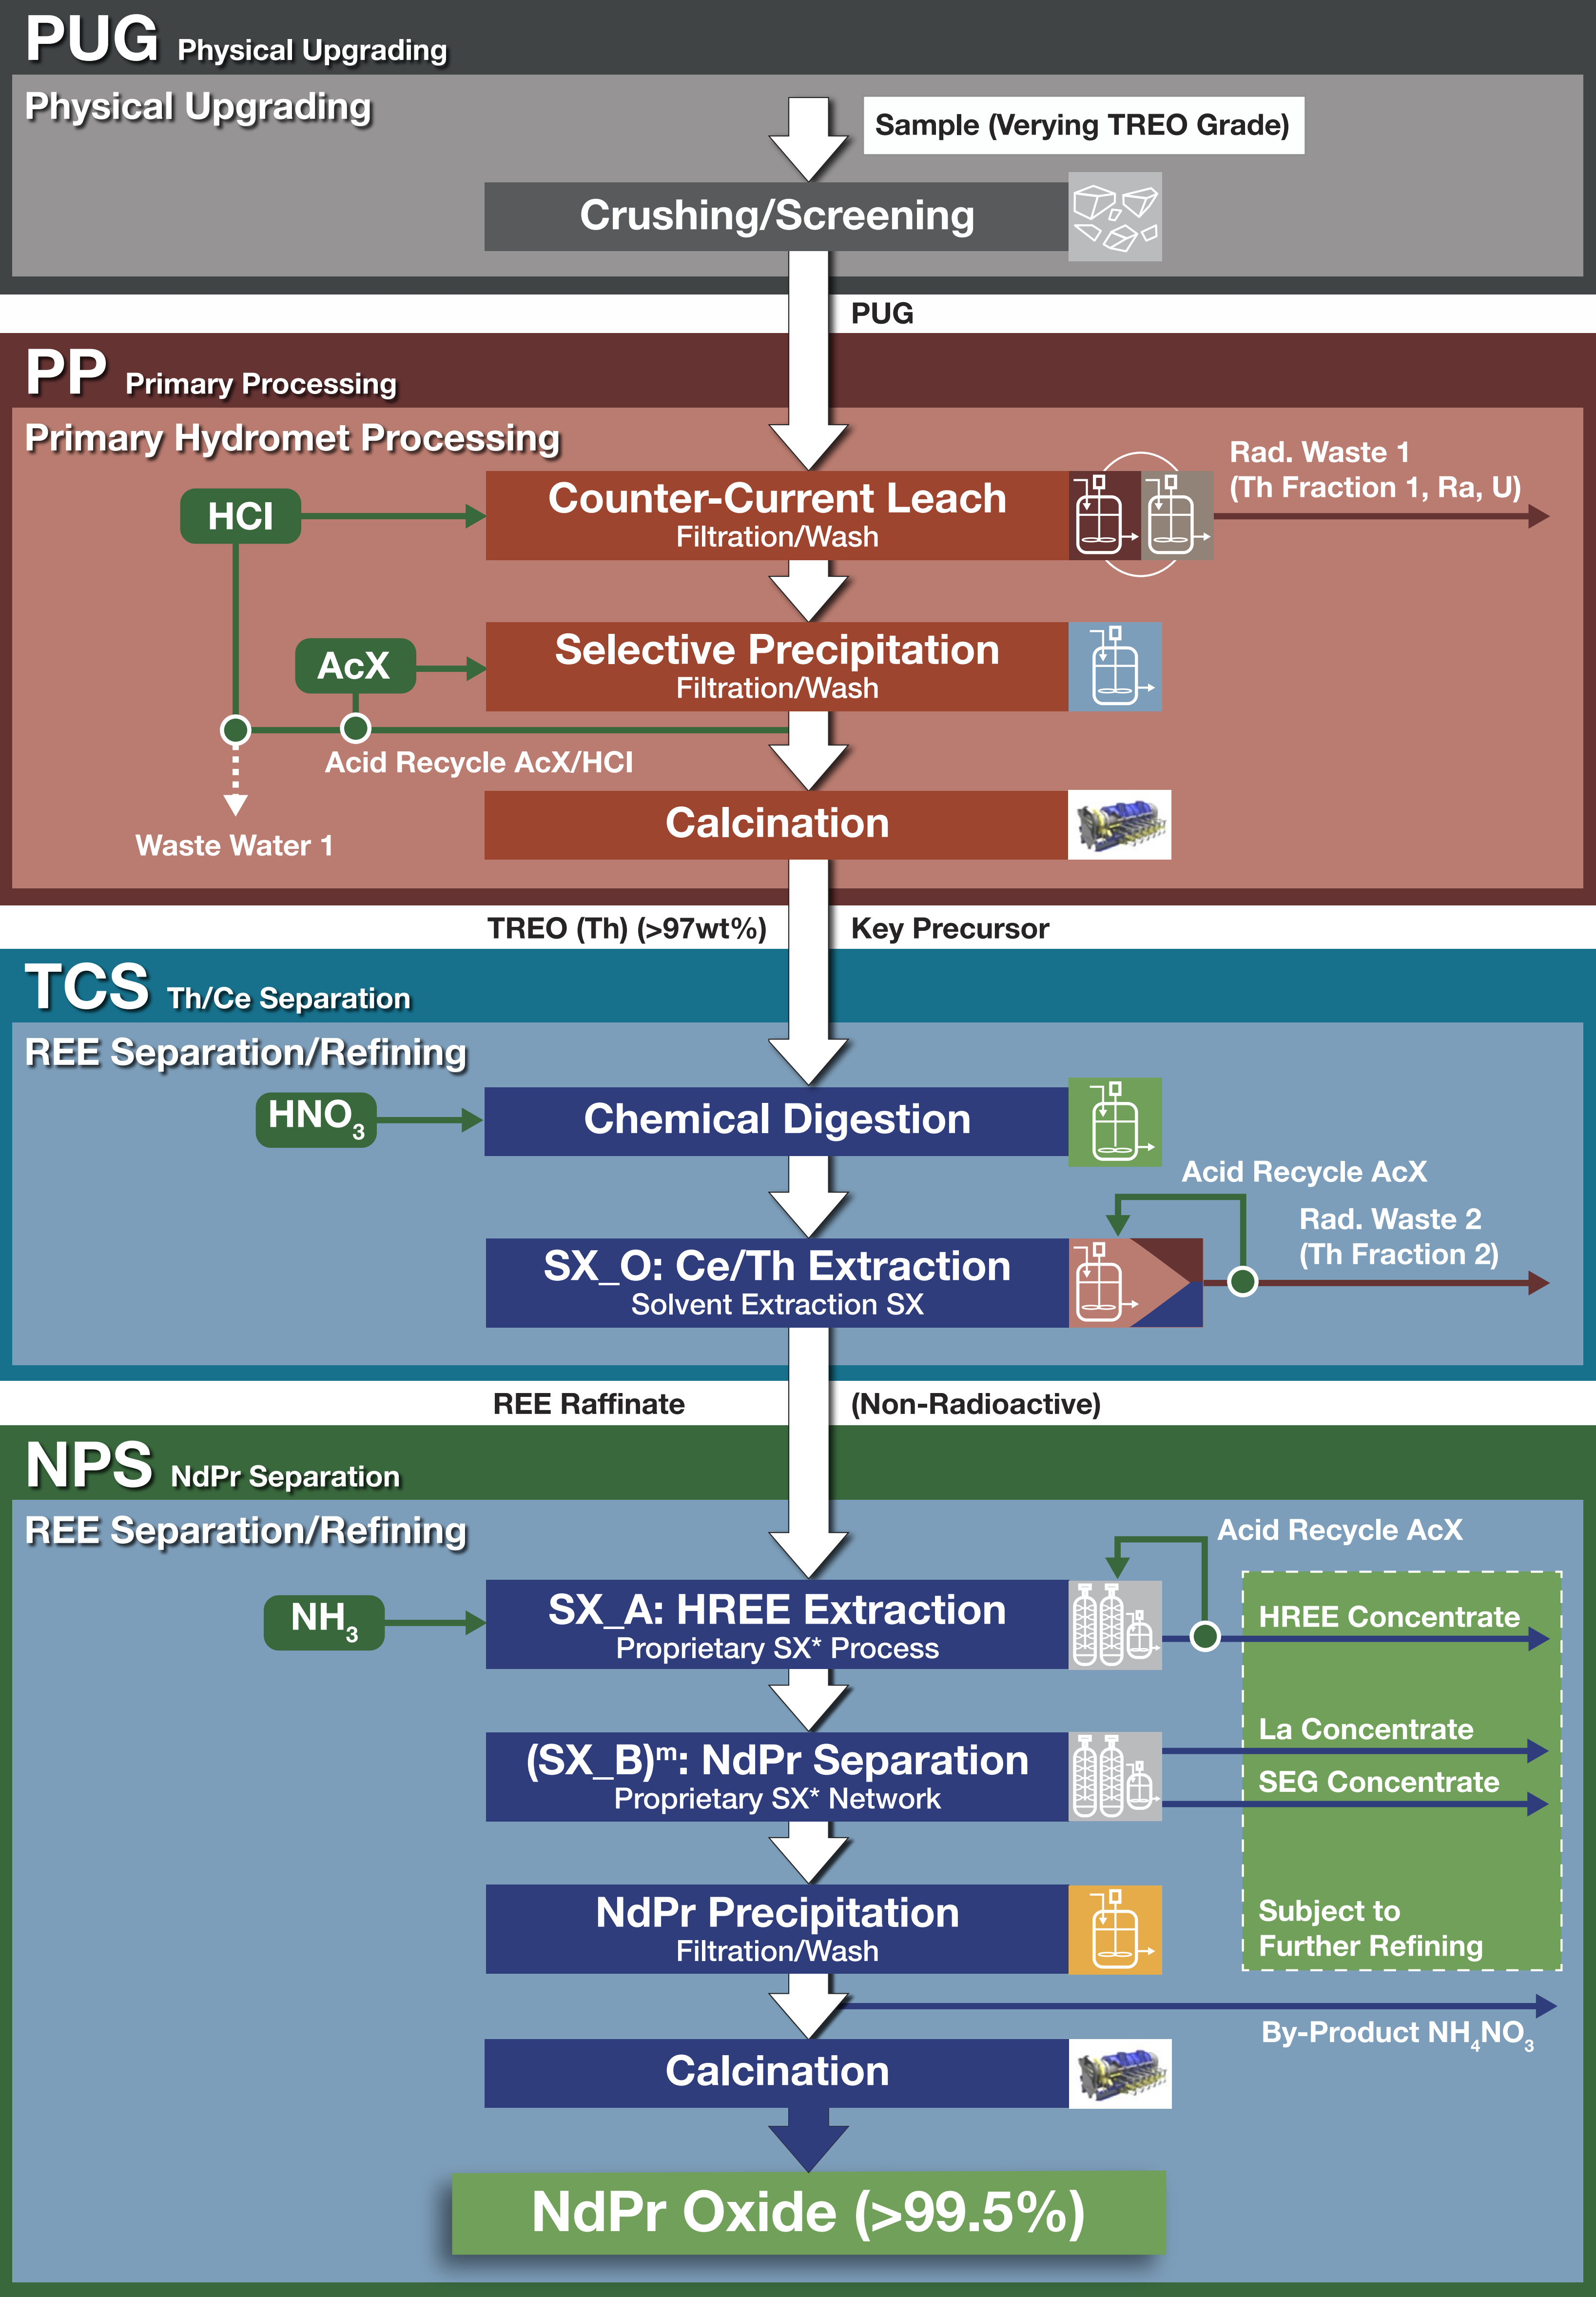 PUG Physical Upgrading
Physical Upgrading
Sample (Verying TREO Grade)
Crushing/Screening
PUG
PP Primary Processing
Primary Hydromet Processing
Rad. Waste 1
(Th Fraction 1, Ra, U)
HCl
Counter-Current Leach
Filtration/Wash
AcX
Selective Precipitation
Filtration/Wash
Acid Recycle AcX/HCl
Waste Water 1
Calcination
TREO (Th) (>97wt%)
Key Precursor
TCS Th/Ce Separation
REE Separation/Refining
HNO₃
Chemical Digestion
Acid Recycle AcX
Rad. Waste 2
(Th Fraction 2)
SX_O: Ce/Th Extraction
Solvent Extraction SX
REE Raffinate
(Non-Radioactive)
NPS NdPr Separation
REE Separation/Refining
Acid Recycle AcX
NH₃
SX_A: HREE Extraction
Proprietary SX* Process
HREE Concentrate
(SX_B)ᵐ: NdPr Separation
Proprietary SX* Network
La Concentrate
SEG Concentrate
NdPr Precipitation
Filtration/Wash
Subject to
Further Refining
By-Product NH₄NO₃
Calcination
NdPr Oxide (>99.5%)